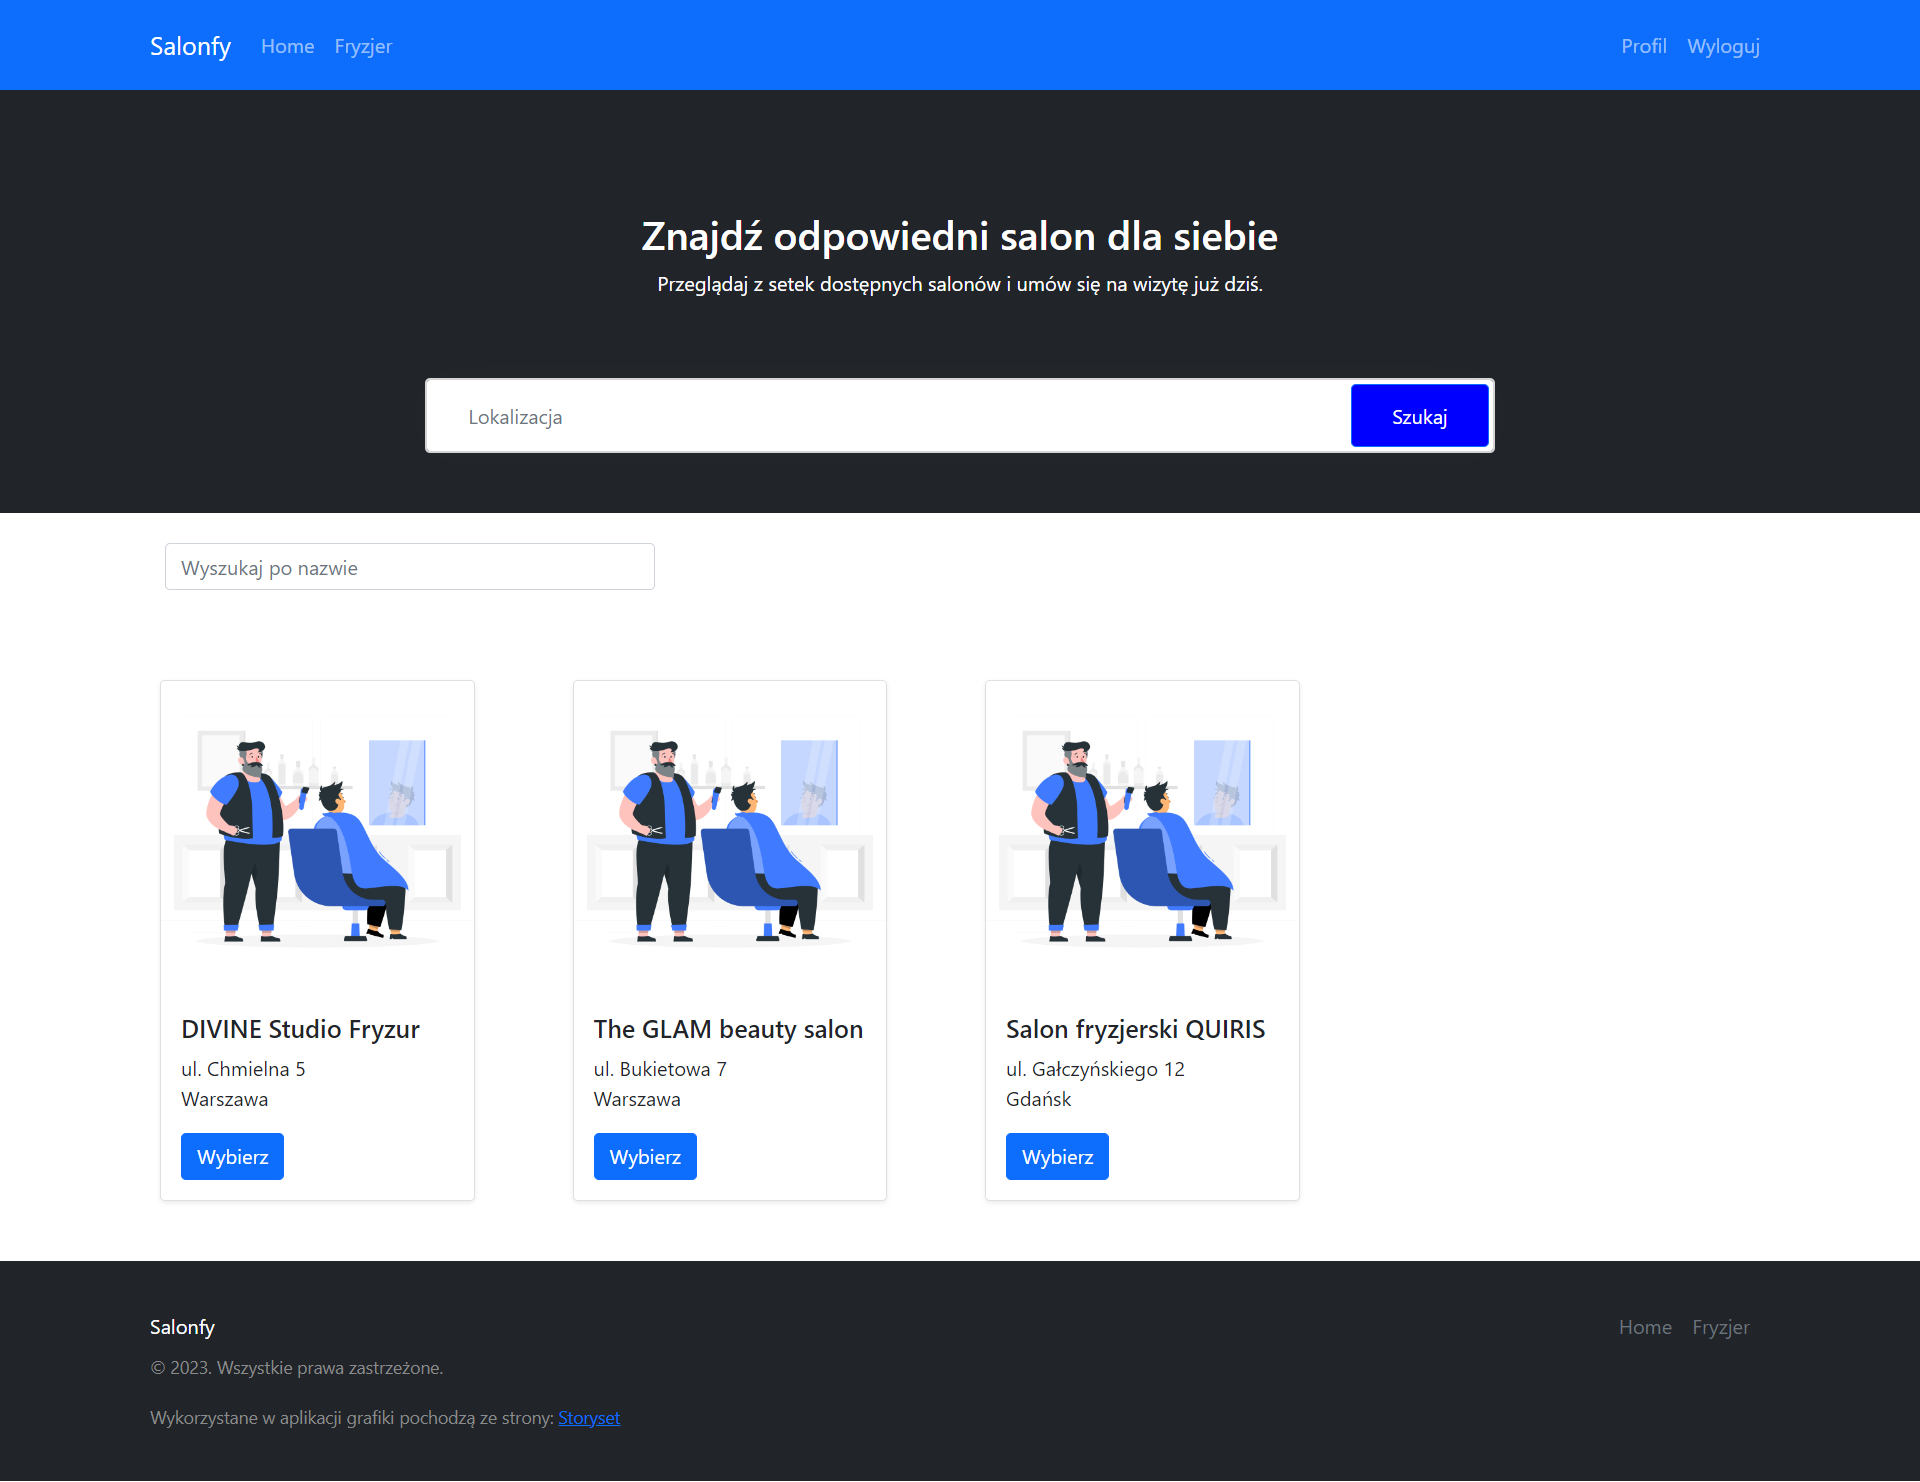 Salonfy Home Fryzjer Profil Wyloguj
Znajdź odpowiedni salon dla siebie
Przeglądaj z setek dostępnych salonów i umów się na wizytę już dziś.
Lokalizacja Szukaj
Wyszukaj po nazwie
DIVINE Studio Fryzur
ul. Chmielna 5
Warszawa
Wybierz
The GLAM beauty salon
ul. Bukietowa 7
Warszawa
Wybierz
Salon fryzjerski QUIRIS
ul. Gałczyńskiego 12
Gdańsk
Wybierz
Salonfy Home Fryzjer
© 2023. Wszystkie prawa zastrzeżone.
Wykorzystane w aplikacji grafiki pochodzą ze strony: Storyset